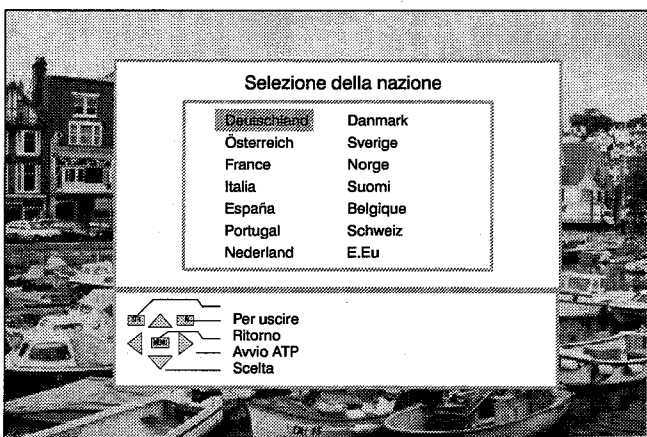 Selezione della nazione
Deutschland Danmark
Österreich Sverige
France Norge
Italia Suomi
España Belgique
Portugal Schweiz
Nederland E.Eu
Per uscire
MENU Ritorno
Avvio ATP
Scelta